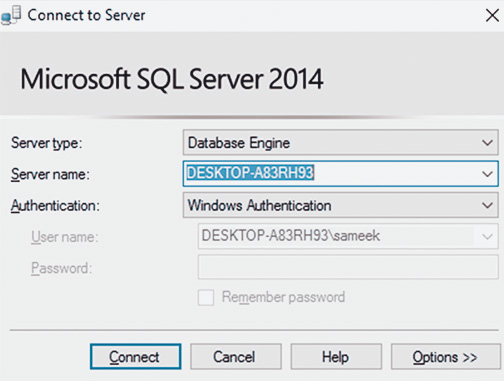 Connect to Server
Microsoft SQL Server 2014
Server type: Database Engine
Server name: DESKTOP-A83RH93
Authentication: Windows Authentication
User name: DESKTOP-A83RH93\sameek
Password:
Remember password
Connect Cancel Help Options >>